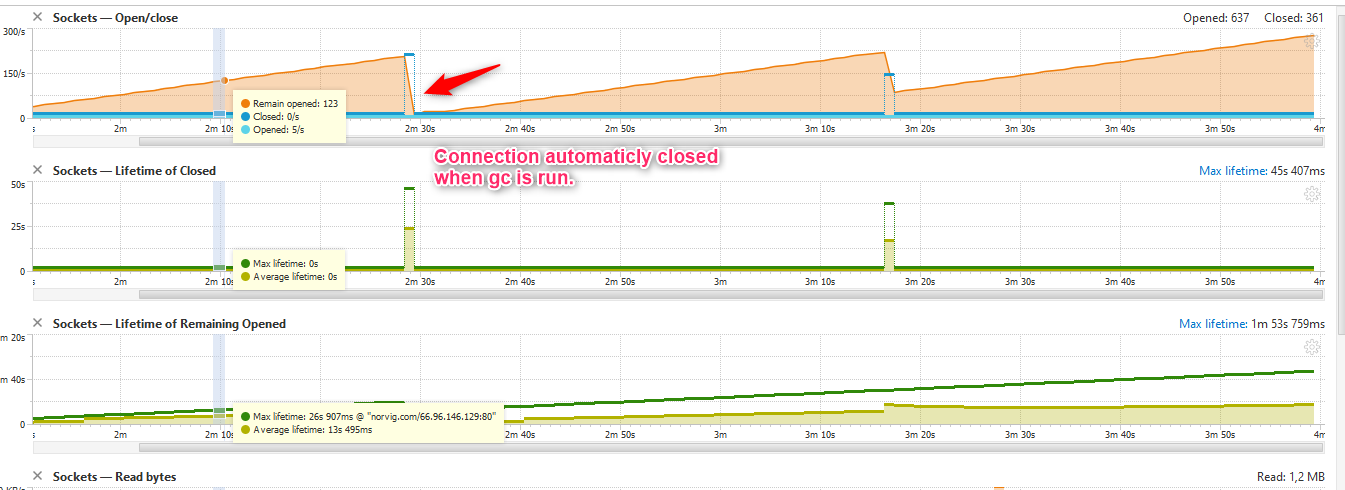 Sockets — Open/close
Opened: 637 Closed: 361
300/s
150/s
0
Remain opened: 123
Closed: 0/s
Opened: 5/s
s 2m 2m 10s 2m 30s 2m 40s 2m 50s 3m 3m 10s 3m 20s 3m 30s 3m 40s 3m 50s 4m
Connection automaticly closed
when gc is run.
Sockets — Lifetime of Closed
Max lifetime: 45s 407ms
50s
25s
0
Max lifetime: 0s
Average lifetime: 0s
s 2m 2m 10s 2m 30s 2m 40s 2m 50s 3m 3m 10s 3m 20s 3m 30s 3m 40s 3m 50s 4m
Sockets — Lifetime of Remaining Opened
Max lifetime: 1m 53s 759ms
m 20s
m 40s
0
Max lifetime: 26s 907ms @ "norvig.com/66.96.146.129:80"
Average lifetime: 13s 495ms
s 2m 2m 10s 2m 30s 2m 40s 2m 50s 3m 3m 10s 3m 20s 3m 30s 3m 40s 3m 50s 4m
Sockets — Read bytes
Read: 1,2 MB